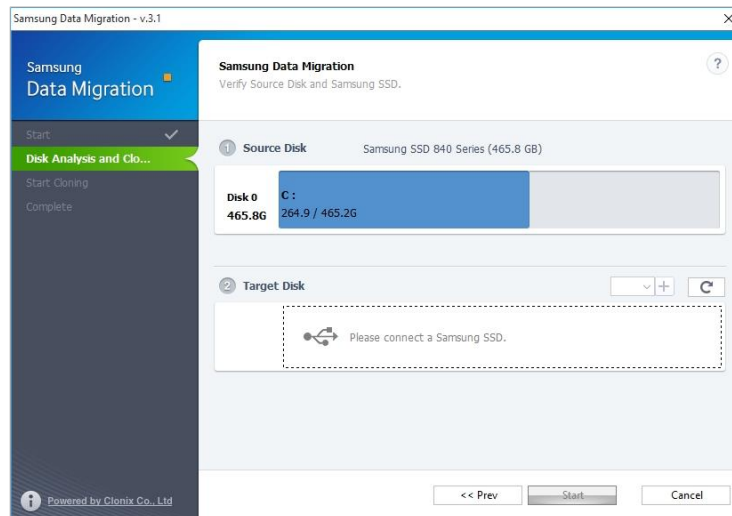 Samsung Data Migration - v.3.1
Samsung
Data Migration
Start
Disk Analysis and Clo...
Start Cloning
Complete
Powered by Clonix Co., Ltd
Samsung Data Migration
Verify Source Disk and Samsung SSD.
?
1 Source Disk Samsung SSD 840 Series (465.8 GB)
Disk 0
465.8G
C :
264.9 / 465.2G
2 Target Disk
Please connect a Samsung SSD.
<< Prev
Start
Cancel